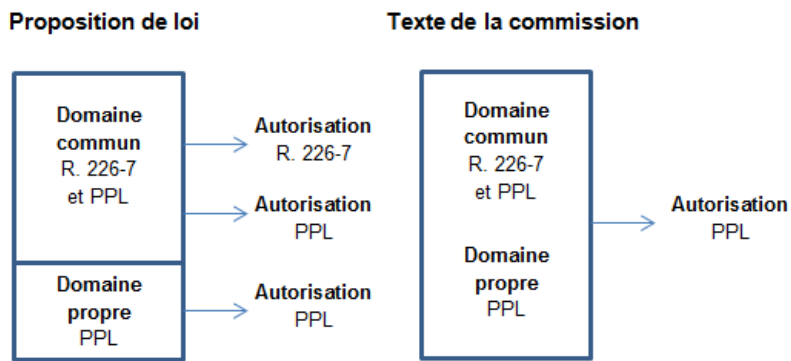 Proposition de loi
Domaine
commun
R. 226-7
et PPL
Autorisation
R. 226-7
Autorisation
PPL
Domaine
propre
PPL
Autorisation
PPL
Texte de la commission
Domaine
commun
R. 226-7
et PPL
Domaine
propre
PPL
Autorisation
PPL